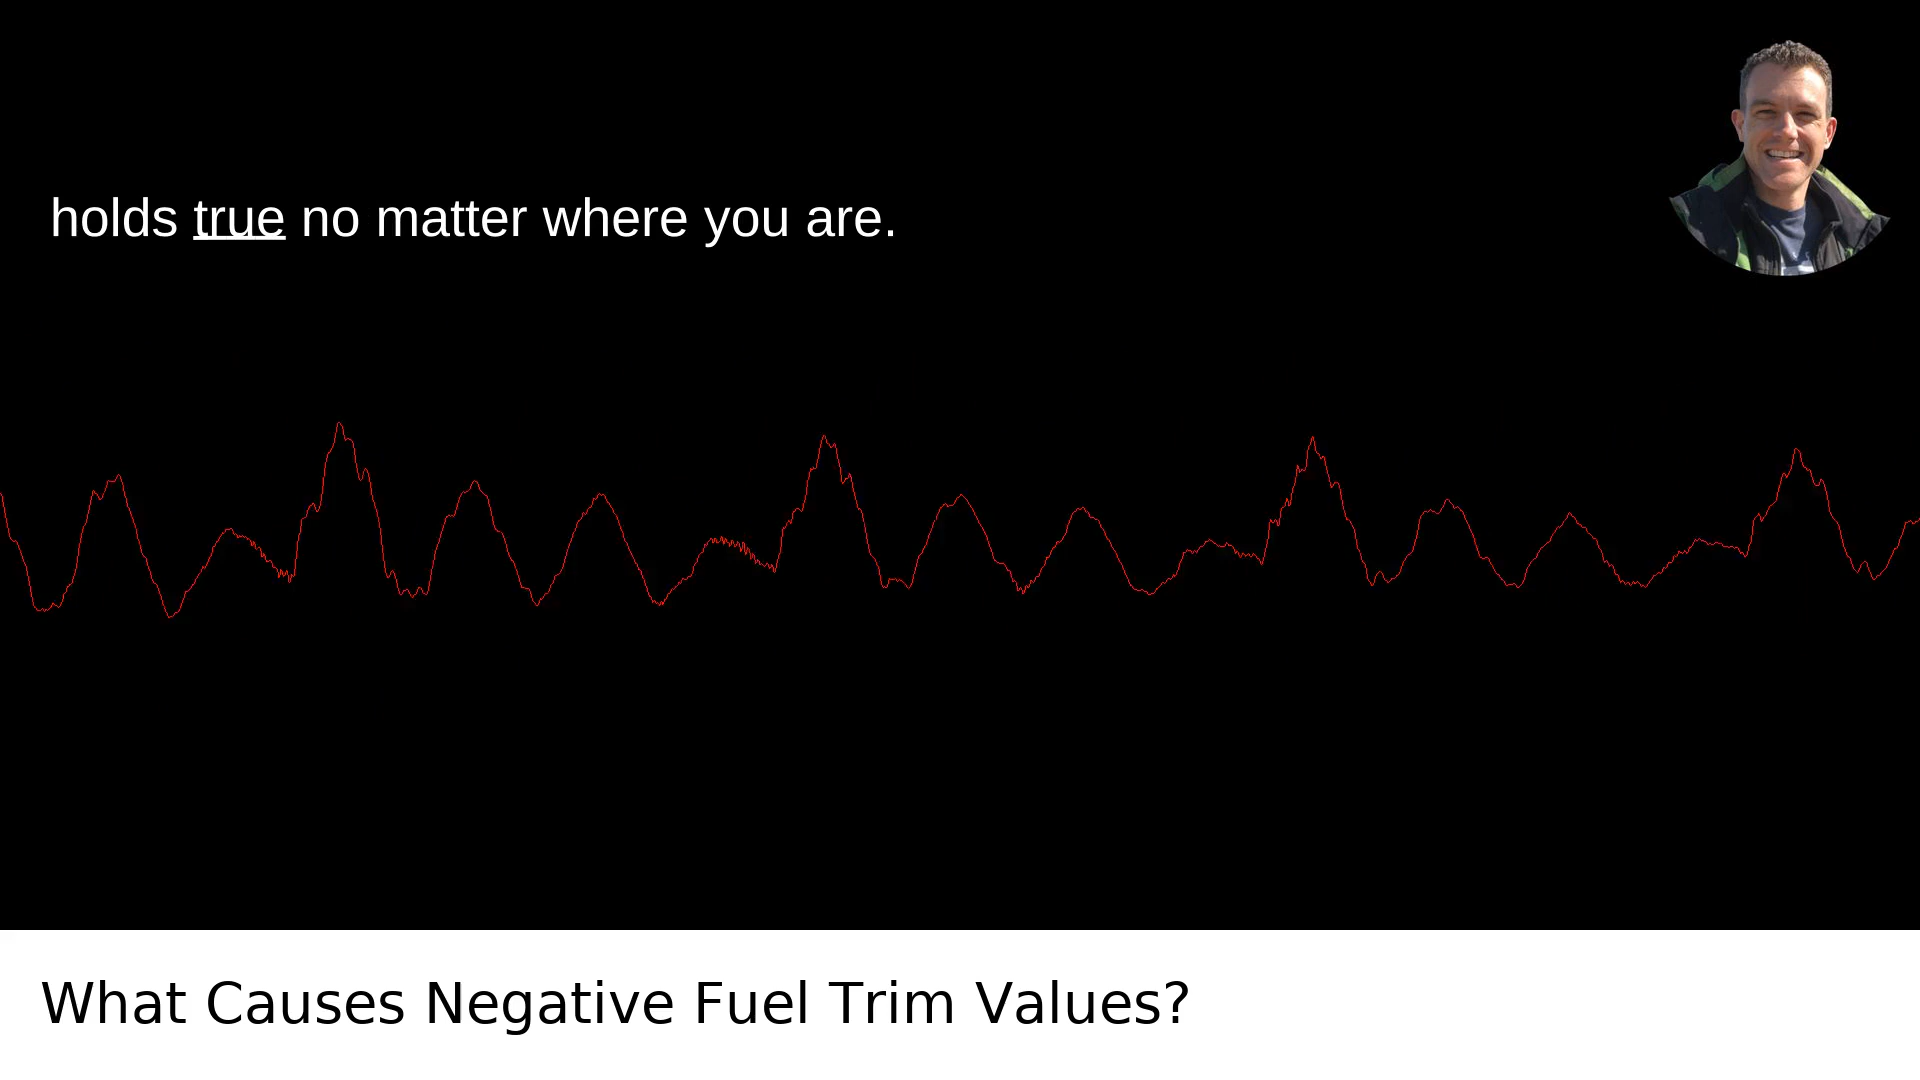 holds true no matter where you are.
What Causes Negative Fuel Trim Values?